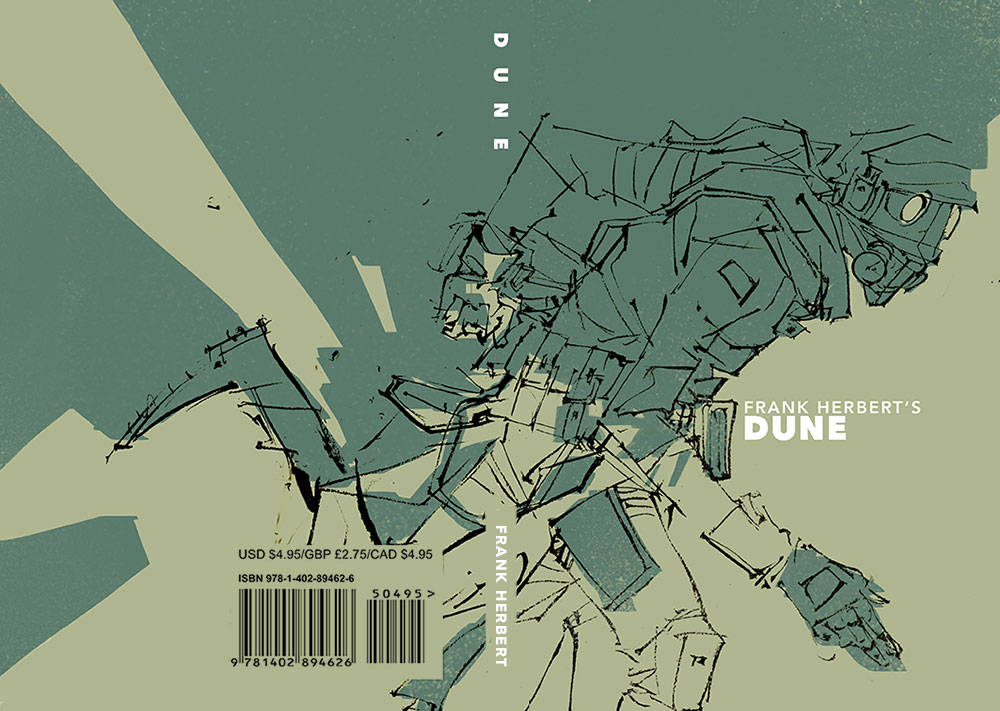 DUNE
FRANK HERBERT'S
DUNE
FRANK HERBERT
USD $4.95/GBP £2.75/CAD $4.95
ISBN 978-1-402-89462-6
50495 >
9 781402 894626